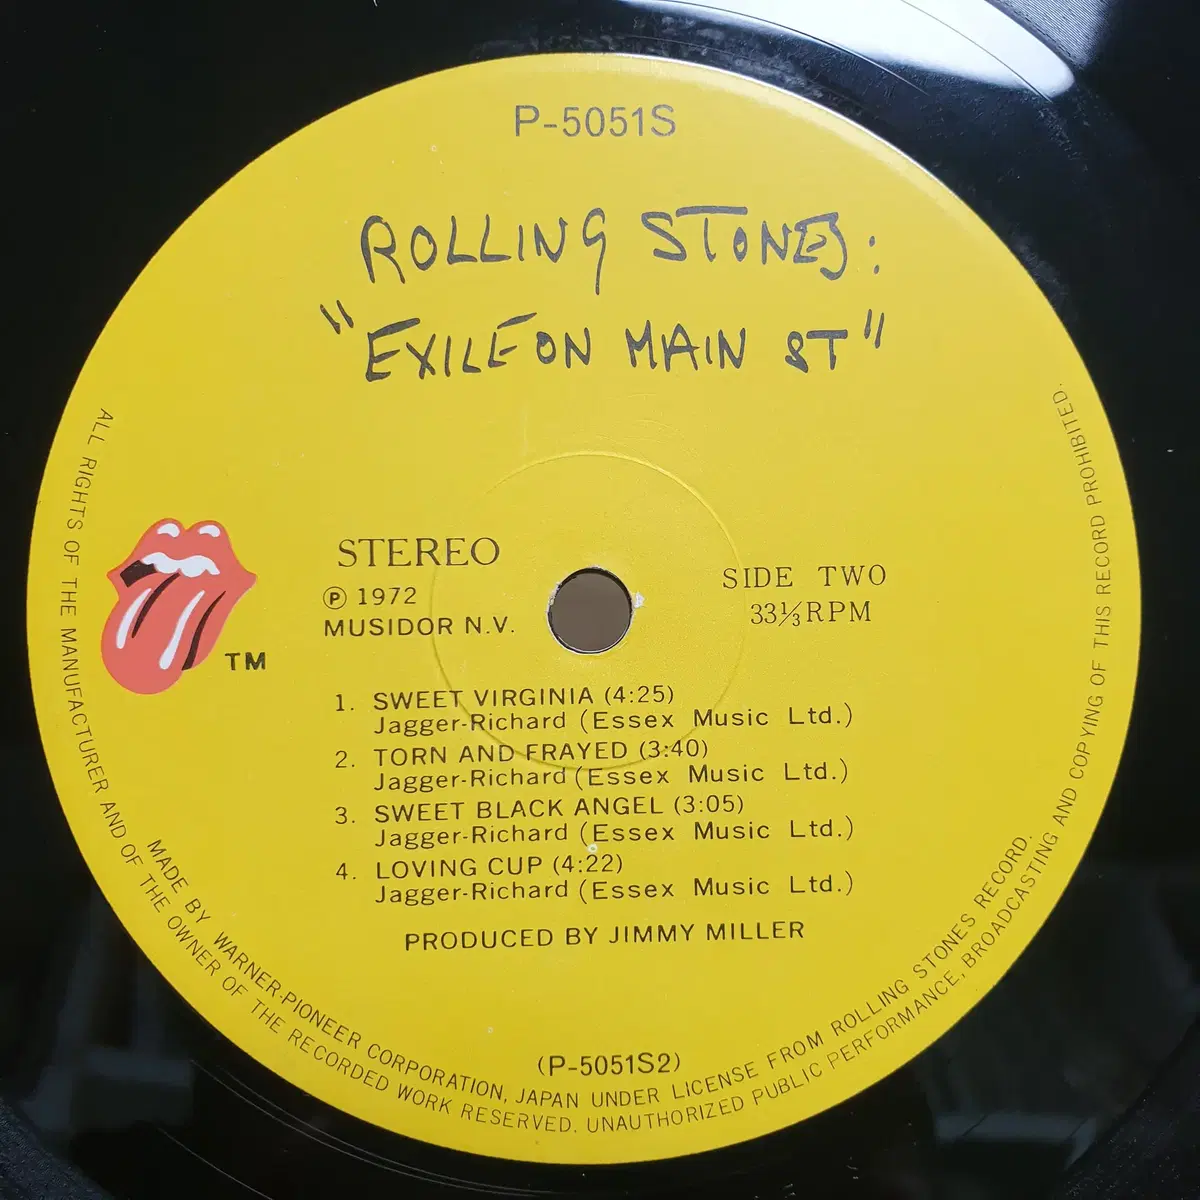 P-5051S
ROLLING STONES:
"EXILE ON MAIN ST"
STEREO
Ⓟ 1972
MUSIDOR N.V.
SIDE TWO
33⅓ RPM
TM
1. SWEET VIRGINIA (4:25)
Jagger-Richard (Essex Music Ltd.)
2. TORN AND FRAYED (3:40)
Jagger-Richard (Essex Music Ltd.)
3. SWEET BLACK ANGEL (3:05)
Jagger-Richard (Essex Music Ltd.)
4. LOVING CUP (4:22)
Jagger-Richard (Essex Music Ltd.)
PRODUCED BY JIMMY MILLER
(P-5051S2)
MADE BY WARNER-PIONEER CORPORATION, JAPAN UNDER LICENSE FROM ROLLING STONES RECORD.
ALL RIGHTS OF THE MANUFACTURER AND OF THE OWNER OF THE RECORDED WORK RESERVED. UNAUTHORIZED PUBLIC PERFORMANCE, BROADCASTING AND COPYING OF THIS RECORD PROHIBITED.